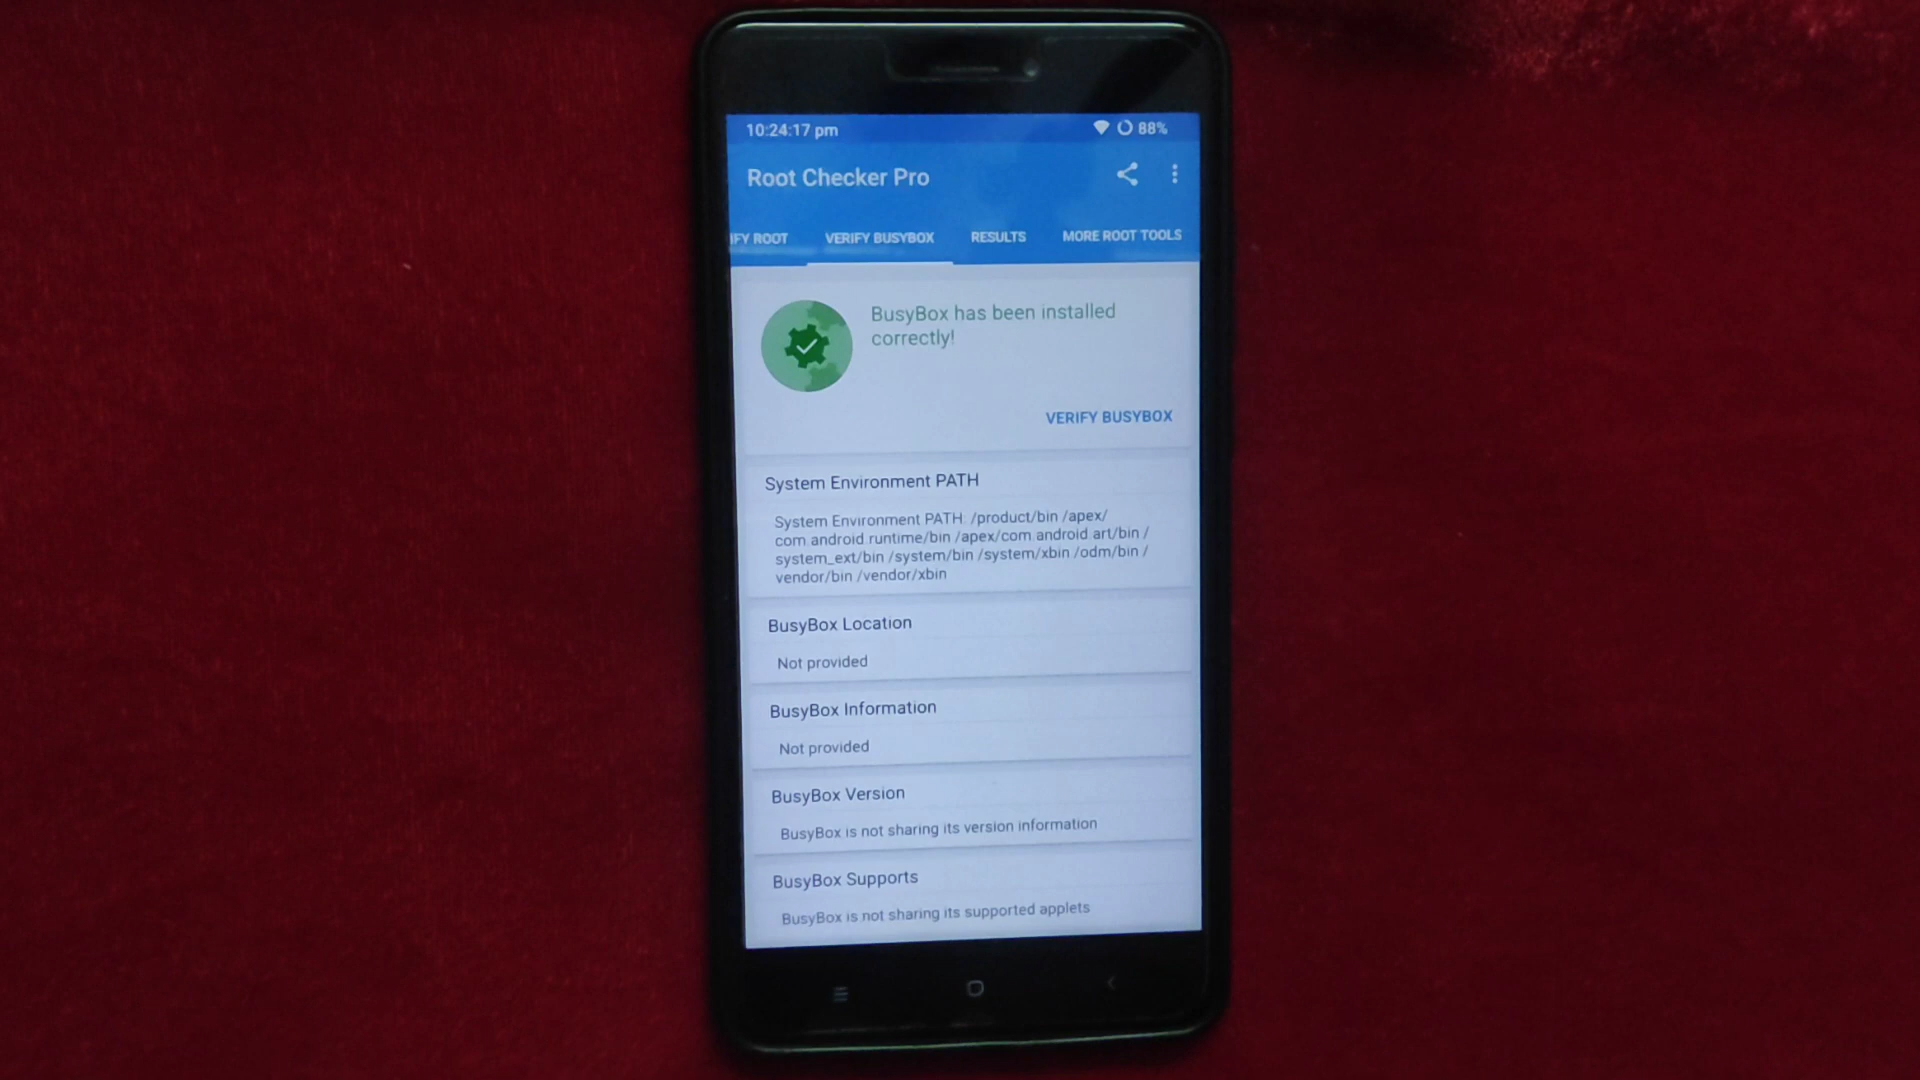 10:24:17 pm
88%
Root Checker Pro
IFY ROOT VERIFY BUSYBOX RESULTS MORE ROOT TOOLS
BusyBox has been installed
correctly!
VERIFY BUSYBOX
System Environment PATH
System Environment PATH: /product/bin /apex/
com.android.runtime/bin /apex/com.android.art/bin /
system_ext/bin /system/bin /system/xbin /odm/bin /
vendor/bin /vendor/xbin
BusyBox Location
Not provided
BusyBox Information
Not provided
BusyBox Version
BusyBox is not sharing its version information
BusyBox Supports
BusyBox is not sharing its supported applets